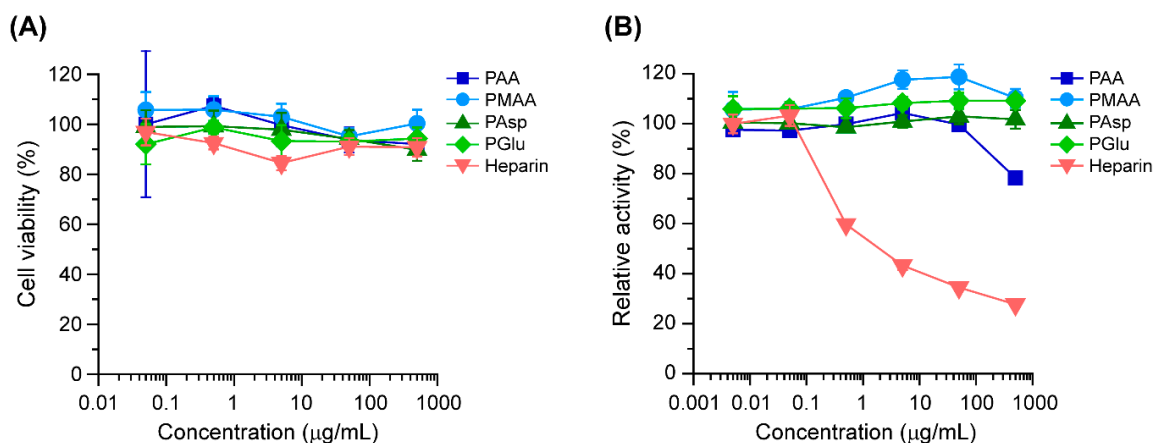 (A)
Cell viability (%)
120
100
80
60
40
20
0
0.01
0.1
1
10
100
1000
Concentration (μg/mL)
PAA
PMAA
PAsp
PGlu
Heparin
(B)
Relative activity (%)
120
100
80
60
40
20
0
0.001
0.01
0.1
1
10
100
1000
Concentration (μg/mL)
PAA
PMAA
PAsp
PGlu
Heparin